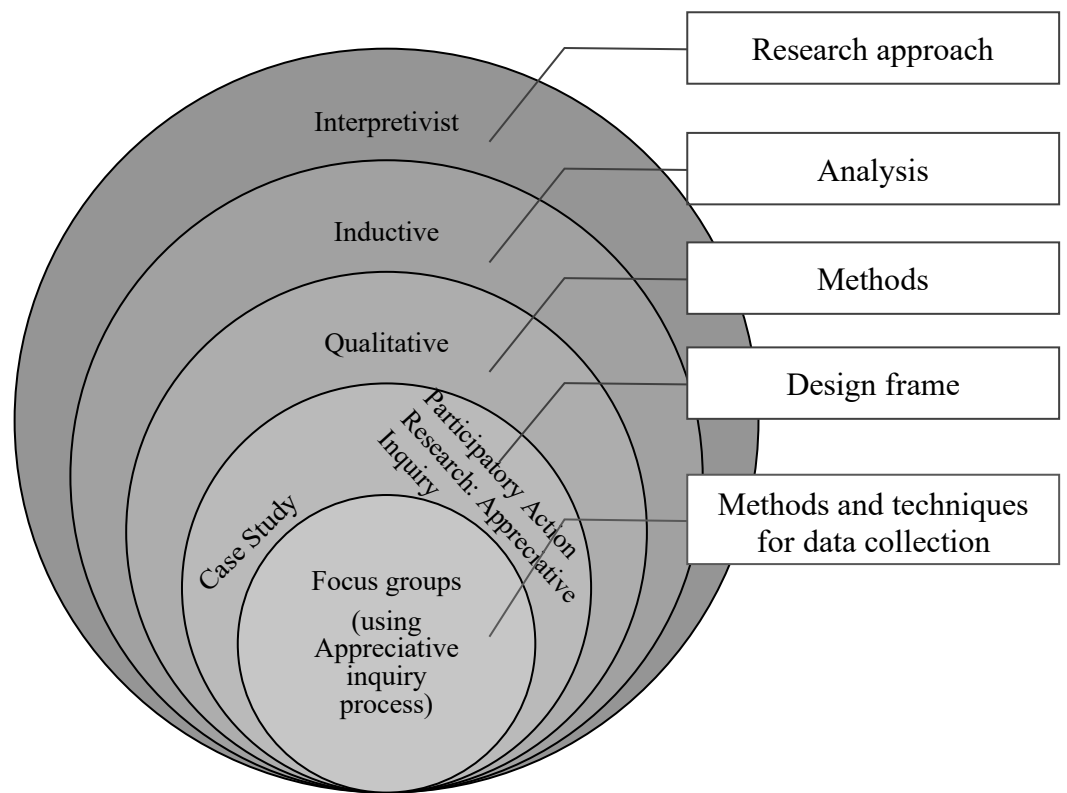 Research approach
Interpretivist
Analysis
Inductive
Methods
Qualitative
Design frame
Participatory Action
Research: Appreciative
Inquiry
Case Study
Methods and techniques
for data collection
Focus groups
(using
Appreciative
inquiry
process)